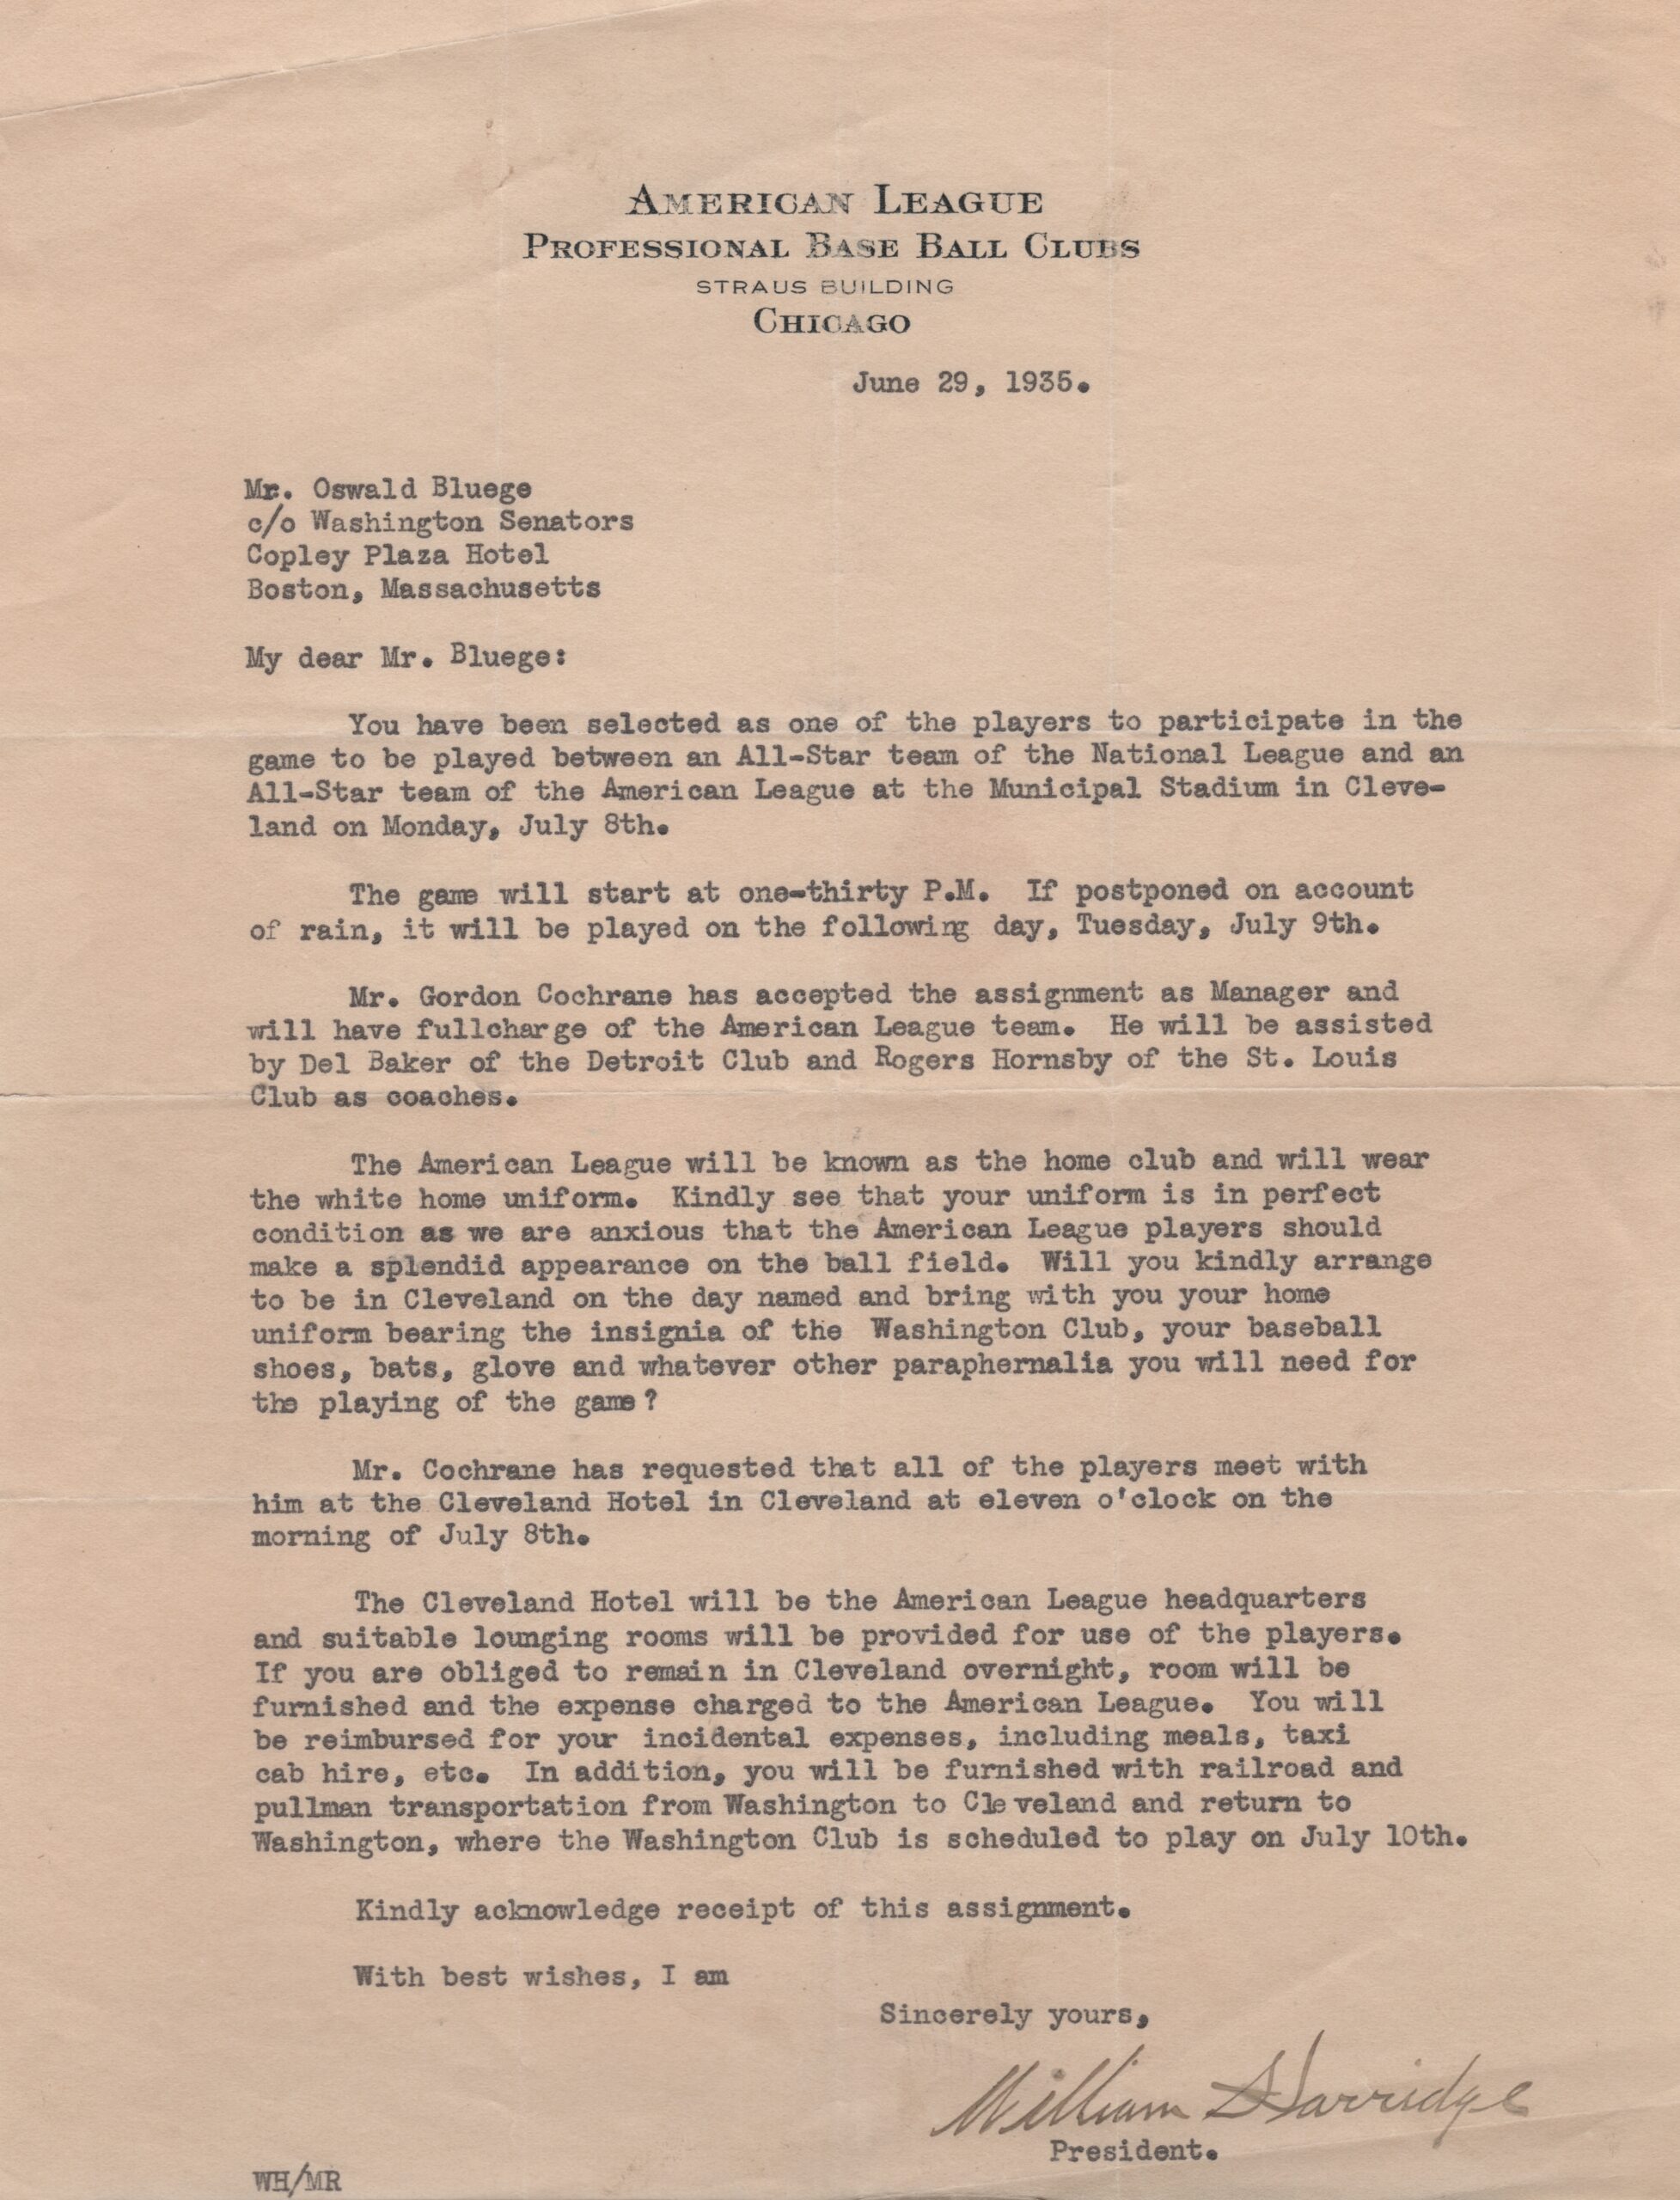 AMERICAN LEAGUE
PROFESSIONAL BASE BALL CLUBS
STRAUS BUILDING
CHICAGO
June 29, 1935.
Mr. Oswald Bluege
c/o Washington Senators
Copley Plaza Hotel
Boston, Massachusetts
My dear Mr. Bluege:
You have been selected as one of the players to participate in the
game to be played between an All-Star team of the National League and an
All-Star team of the American League at the Municipal Stadium in Cleve-
land on Monday, July 8th.
The game will start at one-thirty P.M. If postponed on account
of rain, it will be played on the following day, Tuesday, July 9th.
Mr. Gordon Cochrane has accepted the assignment as Manager and
will have fullcharge of the American League team. He will be assisted
by Del Baker of the Detroit Club and Rogers Hornsby of the St. Louis
Club as coaches.
The American League will be known as the home club and will wear
the white home uniform. Kindly see that your uniform is in perfect
condition as we are anxious that the American League players should
make a splendid appearance on the ball field. Will you kindly arrange
to be in Cleveland on the day named and bring with you your home
uniform bearing the insignia of the Washington Club, your baseball
shoes, bats, glove and whatever other paraphernalia you will need for
the playing of the game?
Mr. Cochrane has requested that all of the players meet with
him at the Cleveland Hotel in Cleveland at eleven o'clock on the
morning of July 8th.
The Cleveland Hotel will be the American League headquarters
and suitable lounging rooms will be provided for use of the players.
If you are obliged to remain in Cleveland overnight, room will be
furnished and the expense charged to the American League. You will
be reimbursed for your incidental expenses, including meals, taxi
cab hire, etc. In addition, you will be furnished with railroad and
pullman transportation from Washington to Cleveland and return to
Washington, where the Washington Club is scheduled to play on July 10th.
Kindly acknowledge receipt of this assignment.
With best wishes, I am
Sincerely yours,
William Harridge
President.
WH/MR